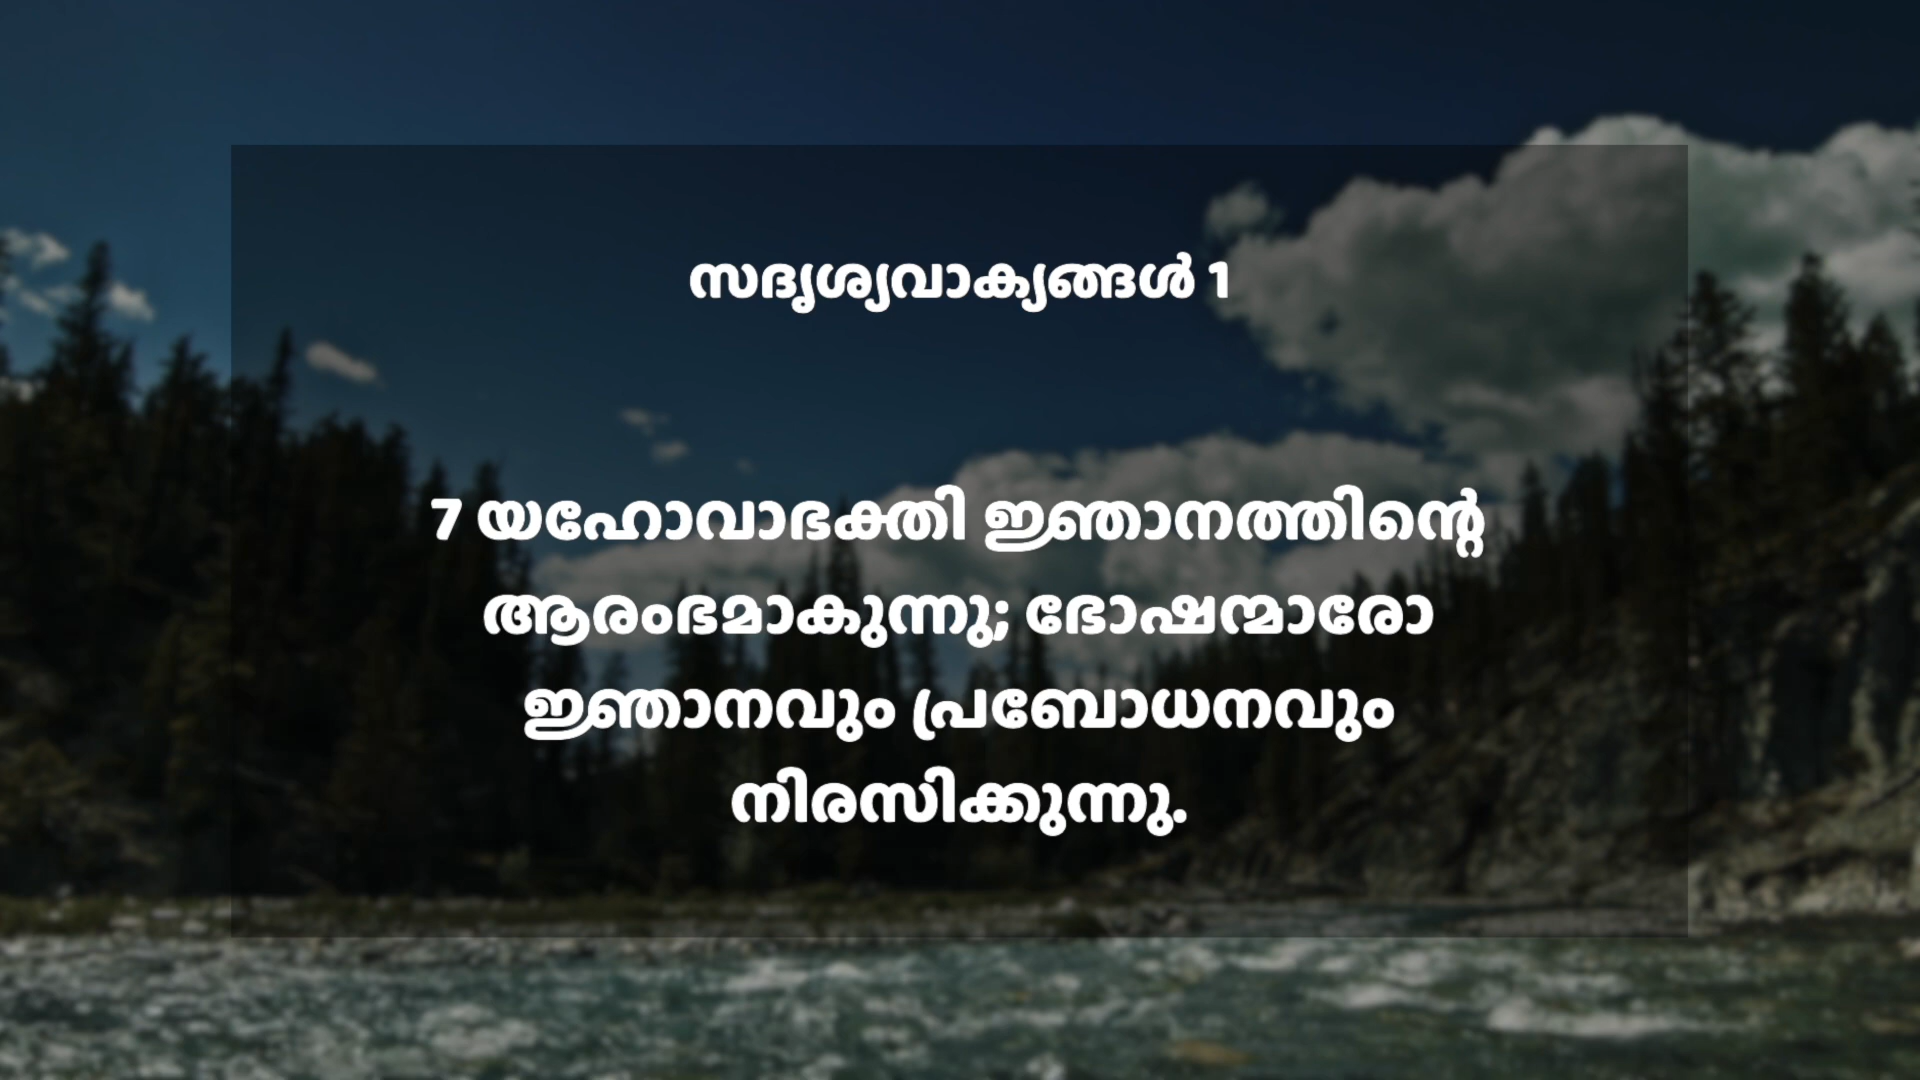 സദൃശ്യവാക്യങ്ങൾ 1
7 യഹോവാഭക്തി ജ്ഞാനത്തിന്റെ
ആരംഭമാകുന്നു; ഭോഷന്മാരോ
ജ്ഞാനവും പ്രബോധനവും
നിരസിക്കുന്നു.